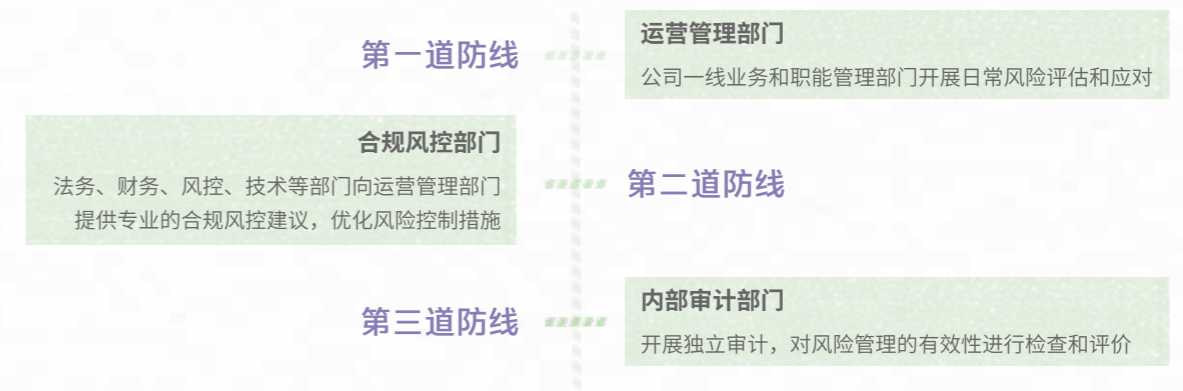 第一道防线
运营管理部门
公司一线业务和职能管理部门开展日常风险评估和应对
合规风控部门
法务、财务、风控、技术等部门向运营管理部门
提供专业的合规风控建议，优化风险控制措施
第二道防线
第三道防线
内部审计部门
开展独立审计，对风险管理的有效性进行检查和评价